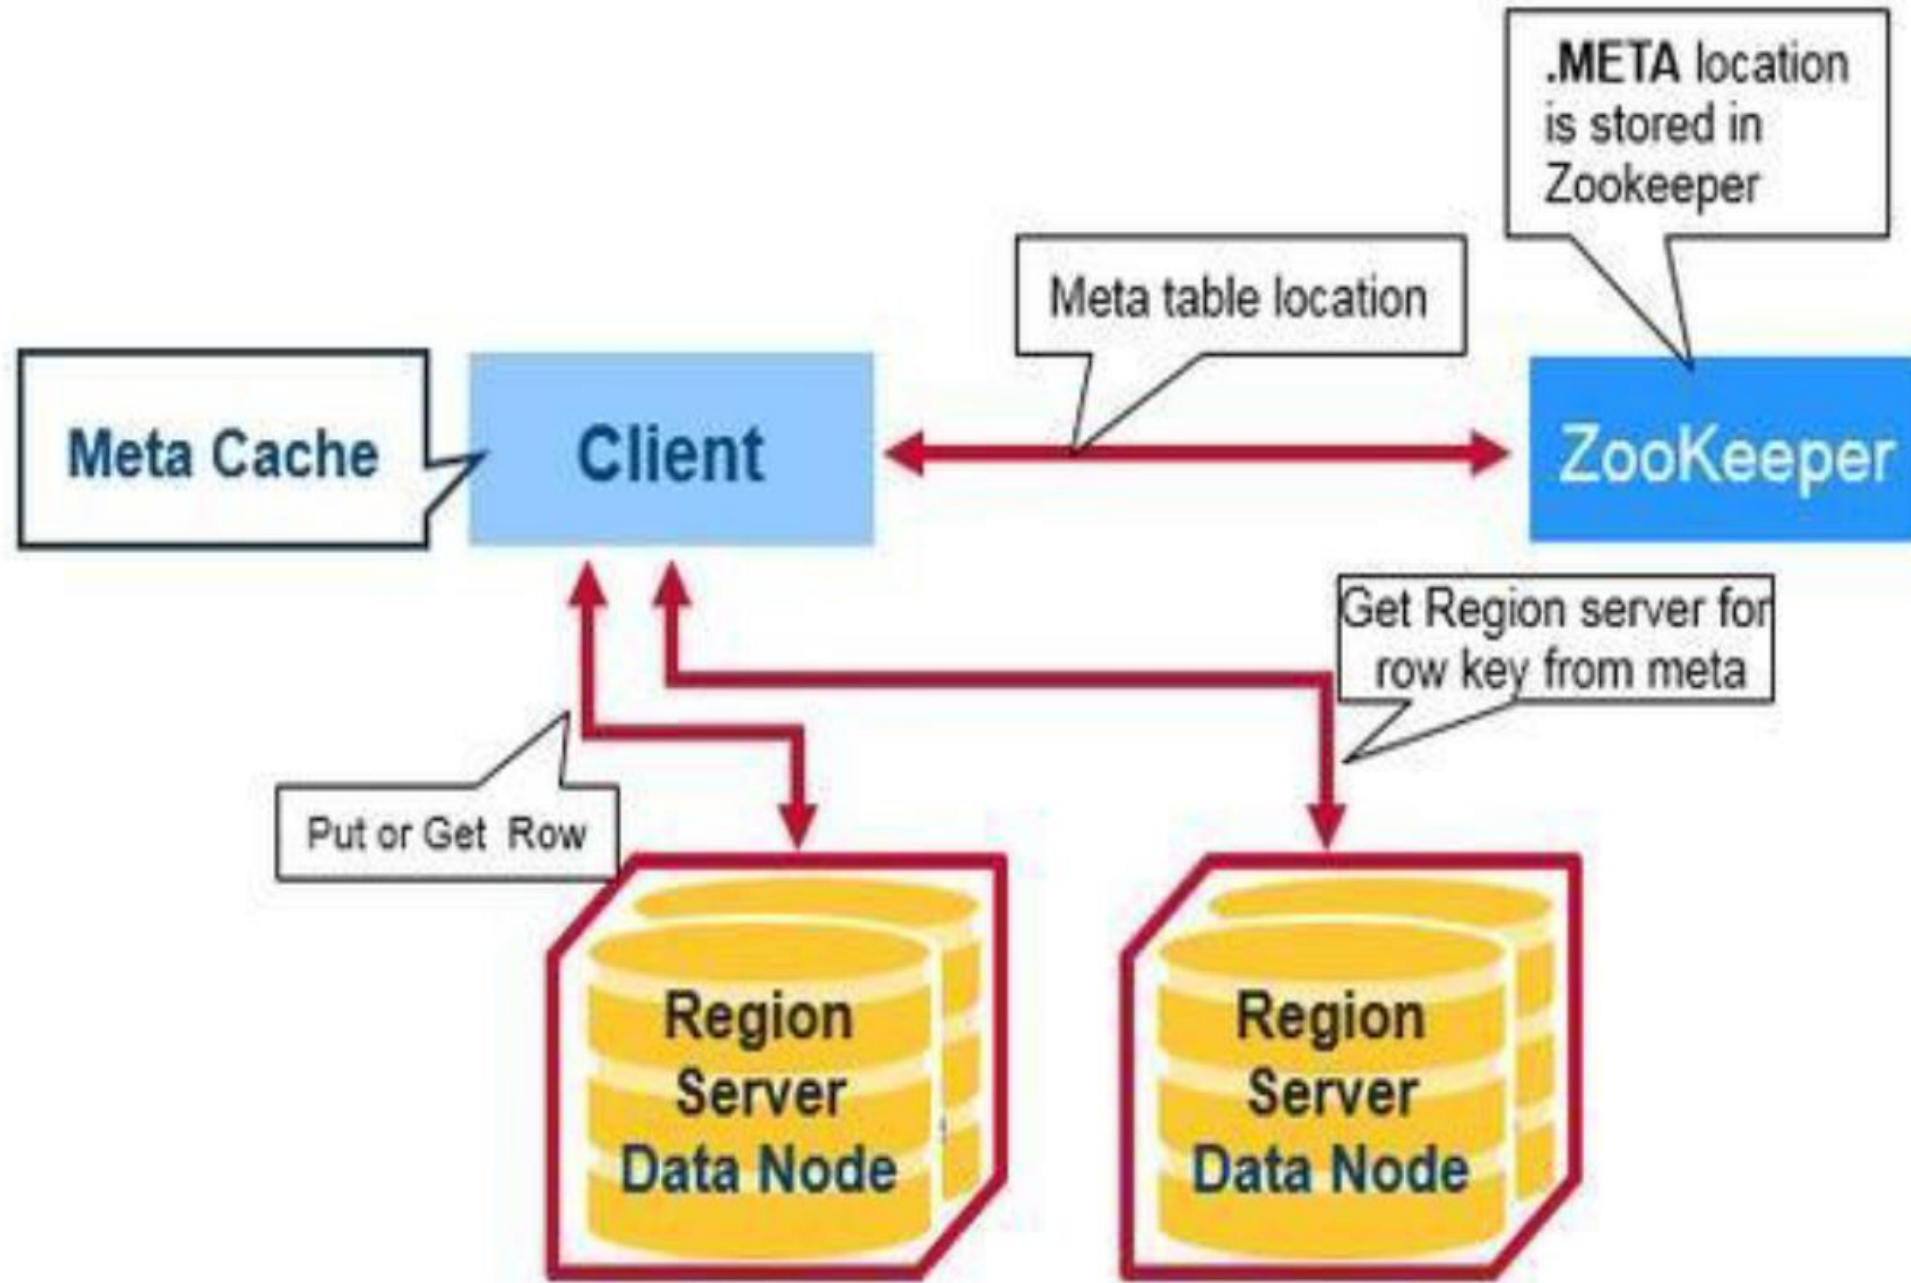 .META location
is stored in
Zookeeper
Meta table location
Meta Cache
Client
ZooKeeper
Get Region server for
row key from meta
Put or Get Row
Region
Server
Data Node
Region
Server
Data Node